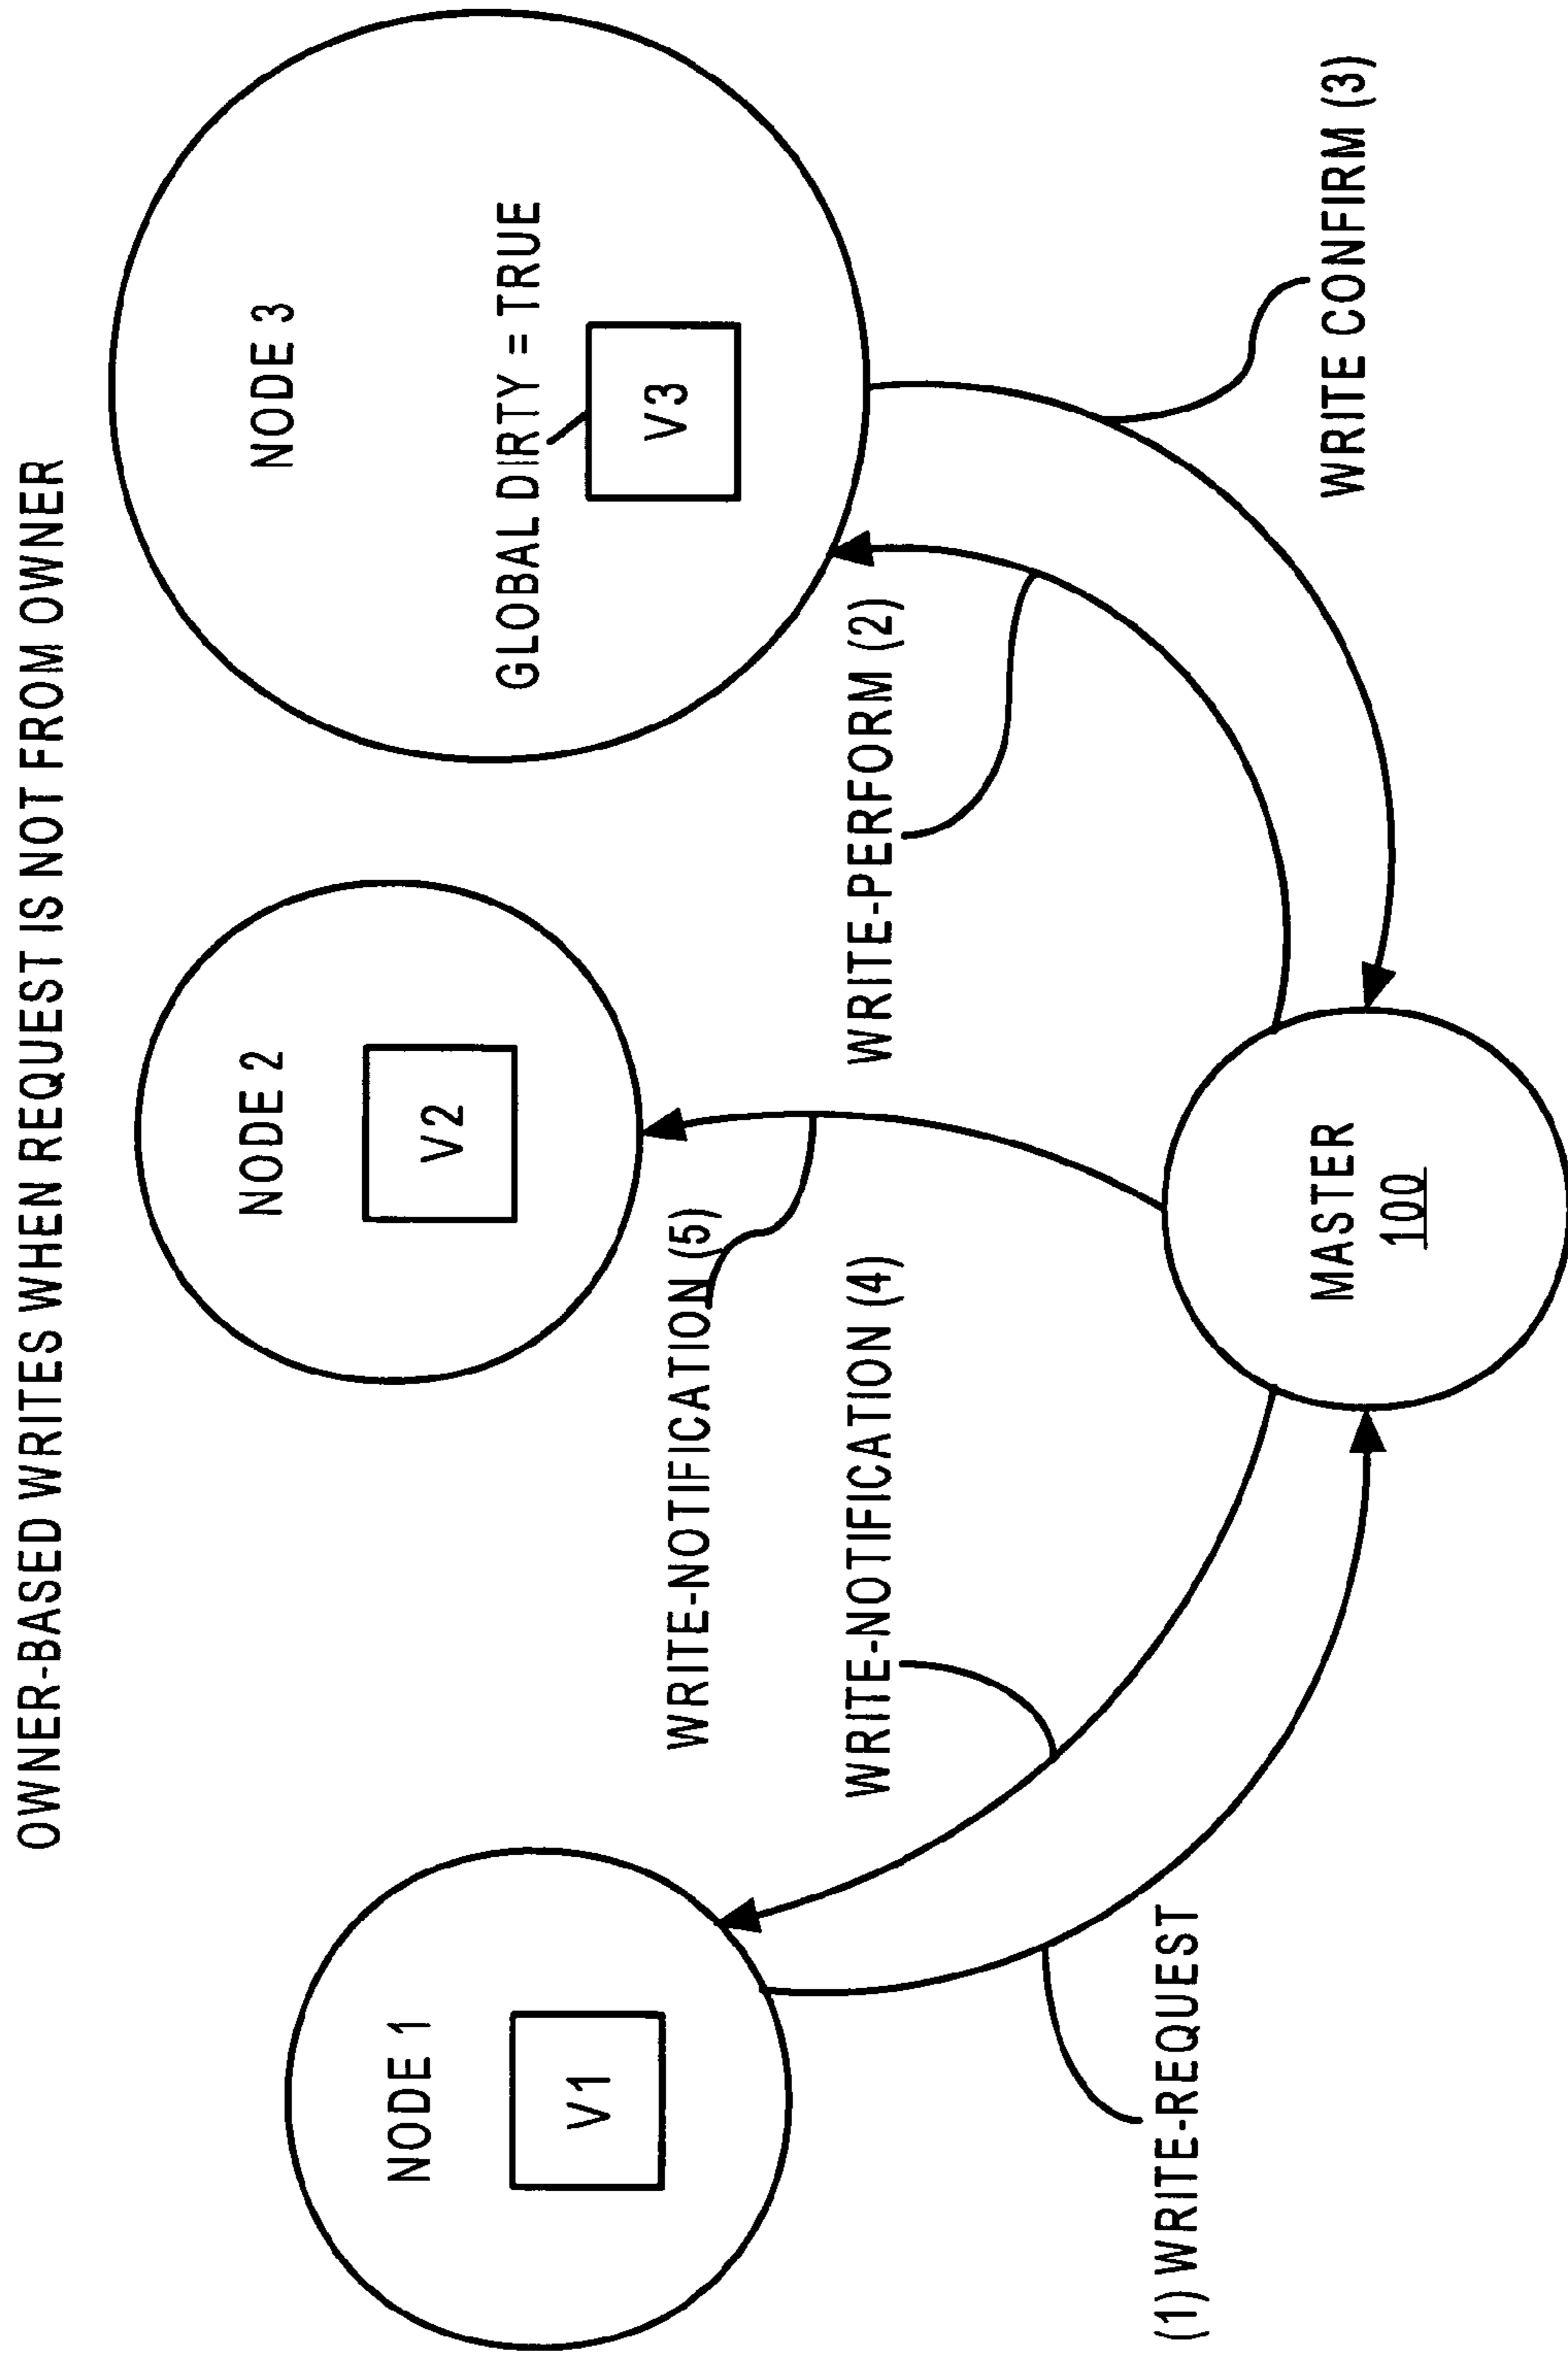 OWNER-BASED WRITES WHEN REQUEST IS NOT FROM OWNER
NODE 1
V1
NODE 2
V2
NODE 3
GLOBAL DIRTY = TRUE
V3
WRITE-NOTIFICATION (5)
WRITE-NOTIFICATION (4)
WRITE-PERFORM (2)
(1) WRITE-REQUEST
MASTER
100
WRITE CONFIRM (3)